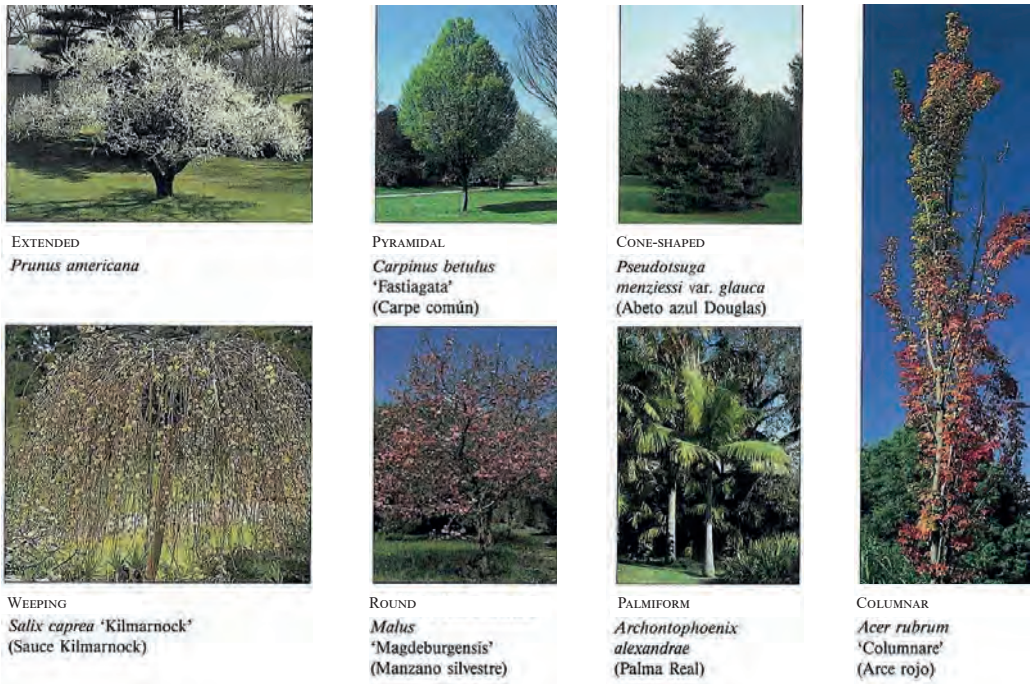 EXTENDED
Prunus americana
PYRAMIDAL
Carpinus betulus
‘Fastiagata’
(Carpe común)
CONE-SHAPED
Pseudotsuga
menziessi var. glauca
(Abeto azul Douglas)
WEEPING
Salix caprea ‘Kilmarnock’
(Sauce Kilmarnock)
ROUND
Malus
‘Magdeburgensis’
(Manzano silvestre)
PALMIFORM
Archontophoenix
alexandrae
(Palma Real)
COLUMNAR
Acer rubrum
‘Columnare’
(Arce rojo)